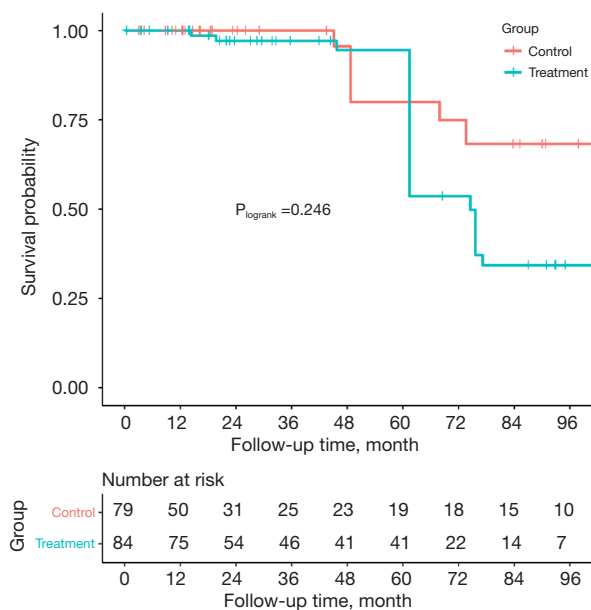 1.00
0.75
0.50
0.25
0.00
Survival probability
Group
Control
Treatment
Plogrank =0.246
0 12 24 36 48 60 72 84 96
Follow-up time, month
Number at risk
Group
Control 79 50 31 25 23 19 18 15 10
Treatment 84 75 54 46 41 41 22 14 7
0 12 24 36 48 60 72 84 96
Follow-up time, month